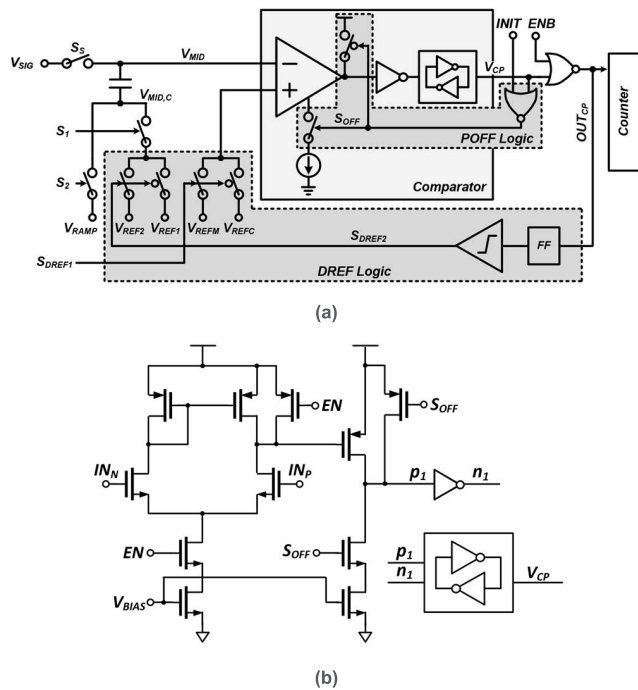 INIT ENB
S_S
V_SIG V_MID V_CP
V_MID,C
S_1 S_OFF
POFF Logic
OUT_CP Counter
S_2
Comparator
V_RAMP V_REF2 V_REF1 V_REFM V_REFC
S_DREF2 FF
S_DREF1
DREF Logic
(a)
EN S_OFF
IN_N IN_P p_1 n_1
EN S_OFF
p_1
n_1 V_CP
V_BIAS
(b)